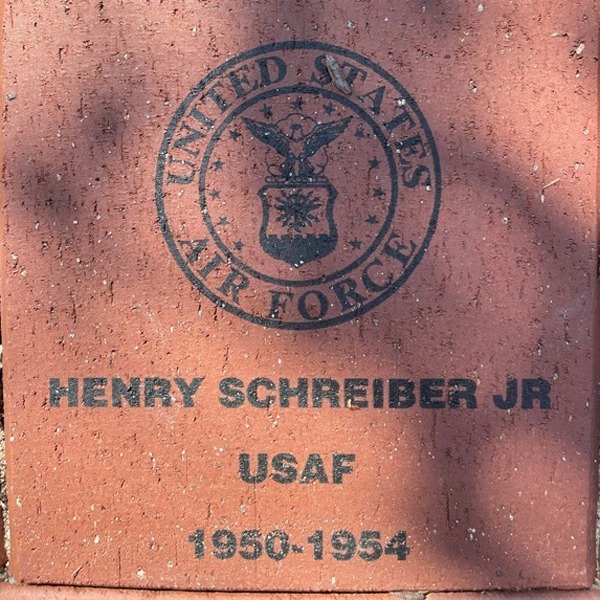 UNITED STATES
AIR FORCE
HENRY SCHREIBER JR
USAF
1950-1954